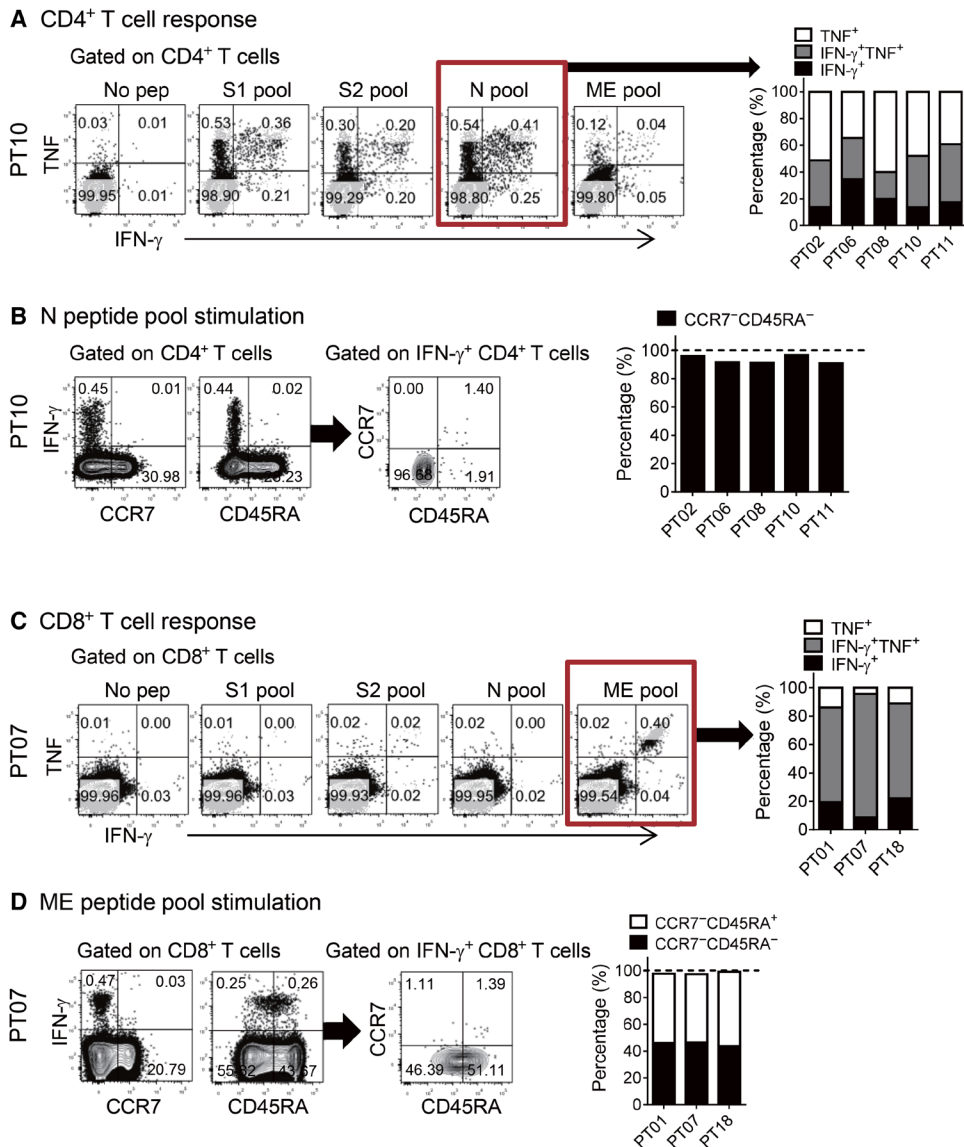 A CD4⁺ T cell response
Gated on CD4⁺ T cells
No pep S1 pool S2 pool N pool ME pool
PT10
TNF
0.03 0.01 0.53 0.36 0.30 0.20 0.54 0.41 0.12 0.04
99.95 0.01 98.90 0.21 99.29 0.20 98.80 0.25 99.80 0.05
IFN-γ
TNF⁺
IFN-γ⁺TNF⁺
IFN-γ⁺
Percentage (%)
100
80
60
40
20
0
PT02 PT06 PT08 PT10 PT11
B N peptide pool stimulation
Gated on CD4⁺ T cells Gated on IFN-γ⁺ CD4⁺ T cells
PT10
IFN-γ
0.45 0.01 0.44 0.02
30.98 23
CCR7 CD45RA
CCR7
0.00 1.40
96.68 1.91
CD45RA
CCR7⁻CD45RA⁻
Percentage (%)
100
80
60
40
20
0
PT02 PT06 PT08 PT10 PT11
C CD8⁺ T cell response
Gated on CD8⁺ T cells
No pep S1 pool S2 pool N pool ME pool
PT07
TNF
0.01 0.00 0.01 0.00 0.02 0.02 0.02 0.00 0.02 0.40
99.96 0.03 99.96 0.03 99.93 0.02 99.95 0.02 99.54 0.04
IFN-γ
TNF⁺
IFN-γ⁺TNF⁺
IFN-γ⁺
Percentage (%)
100
80
60
40
20
0
PT01 PT07 PT18
D ME peptide pool stimulation
Gated on CD8⁺ T cells Gated on IFN-γ⁺ CD8⁺ T cells
PT07
IFN-γ
0.47 0.03 0.25 0.26
20.79
CCR7 CD45RA
CCR7
1.11 1.39
46.39 51.11
CD45RA
CCR7⁻CD45RA⁺
CCR7⁻CD45RA⁻
Percentage (%)
100
80
60
40
20
0
PT01 PT07 PT18